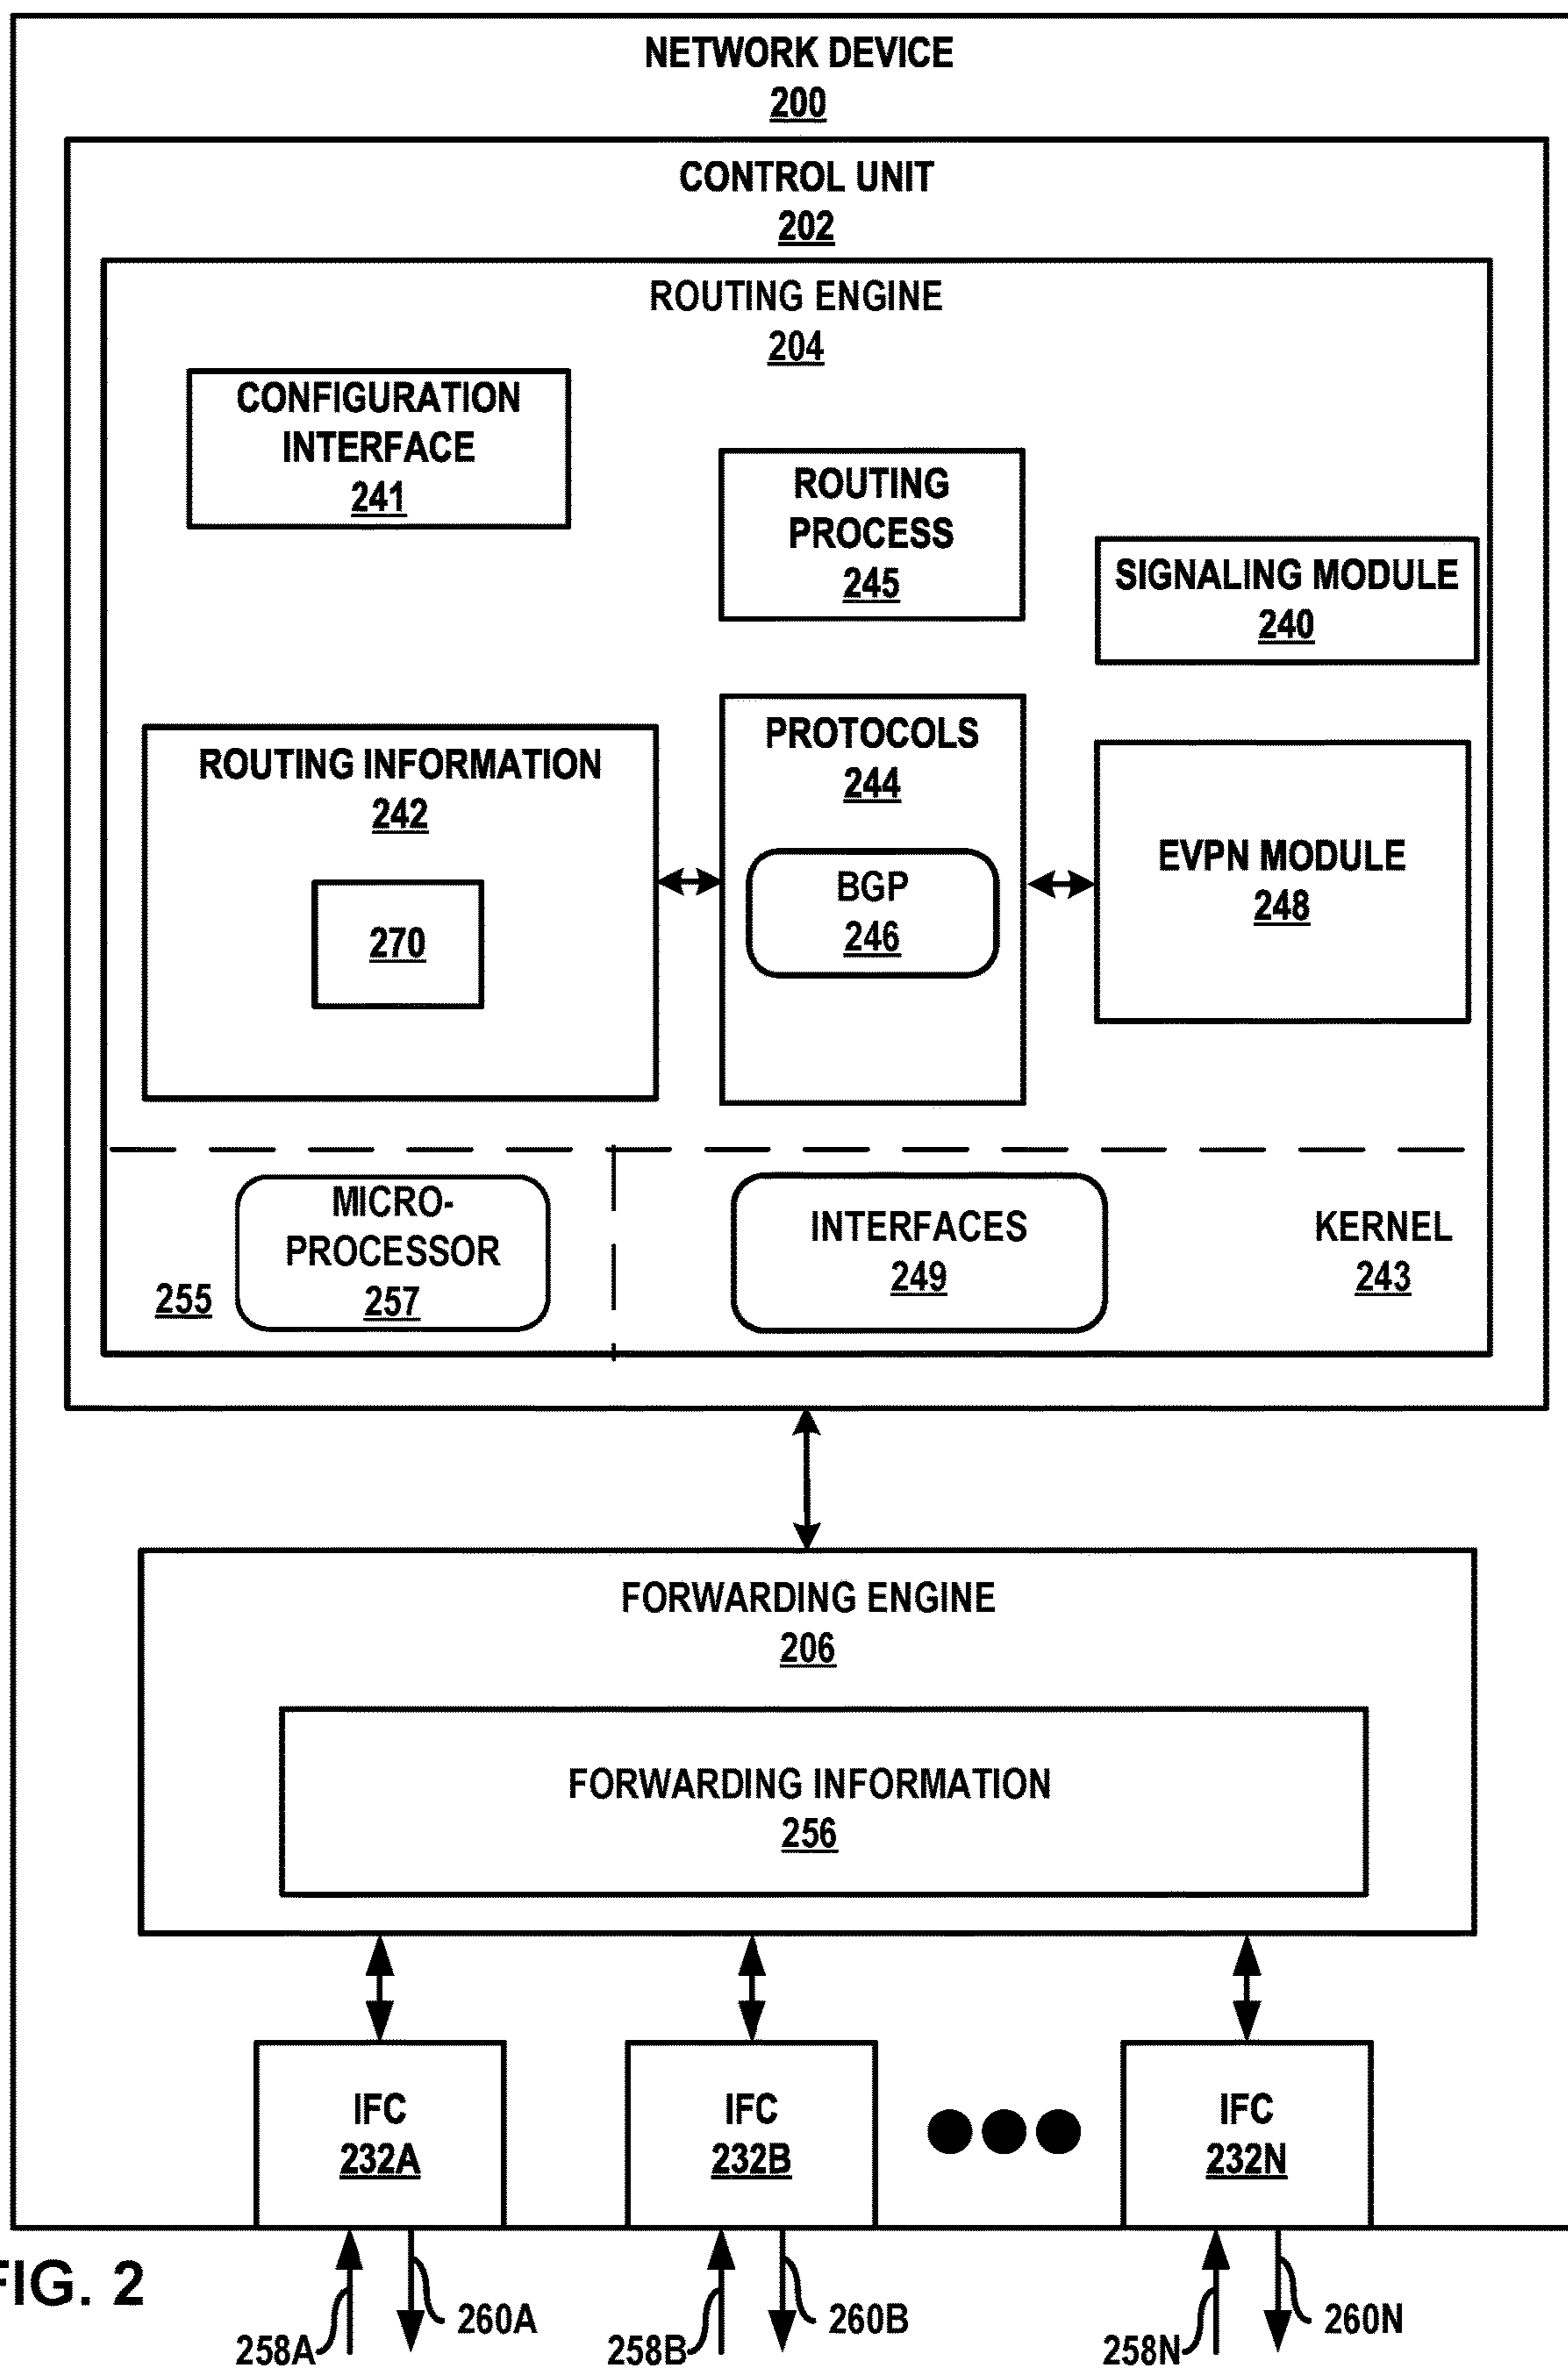 NETWORK DEVICE
200
CONTROL UNIT
202
ROUTING ENGINE
204
CONFIGURATION
INTERFACE
241
ROUTING
PROCESS
245
SIGNALING MODULE
240
ROUTING INFORMATION
242
270
PROTOCOLS
244
BGP
246
EVPN MODULE
248
MICRO-
PROCESSOR
257
255
INTERFACES
249
KERNEL
243
FORWARDING ENGINE
206
FORWARDING INFORMATION
256
IFC
232A
IFC
232B
IFC
232N
FIG. 2
258A
260A
258B
260B
258N
260N